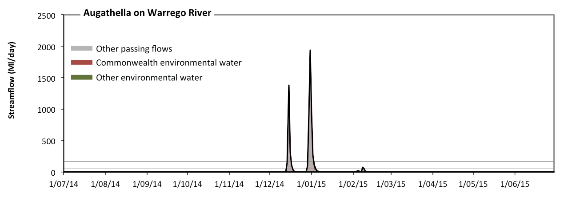 Augathella on Warrego River
Streamflow (Ml/day)
2500
2000
1500
1000
500
0
Other passing flows
Commonwealth environmental water
Other environmental water
1/07/14 1/08/14 1/09/14 1/10/14 1/11/14 1/12/14 1/01/15 1/02/15 1/03/15 1/04/15 1/05/15 1/06/15